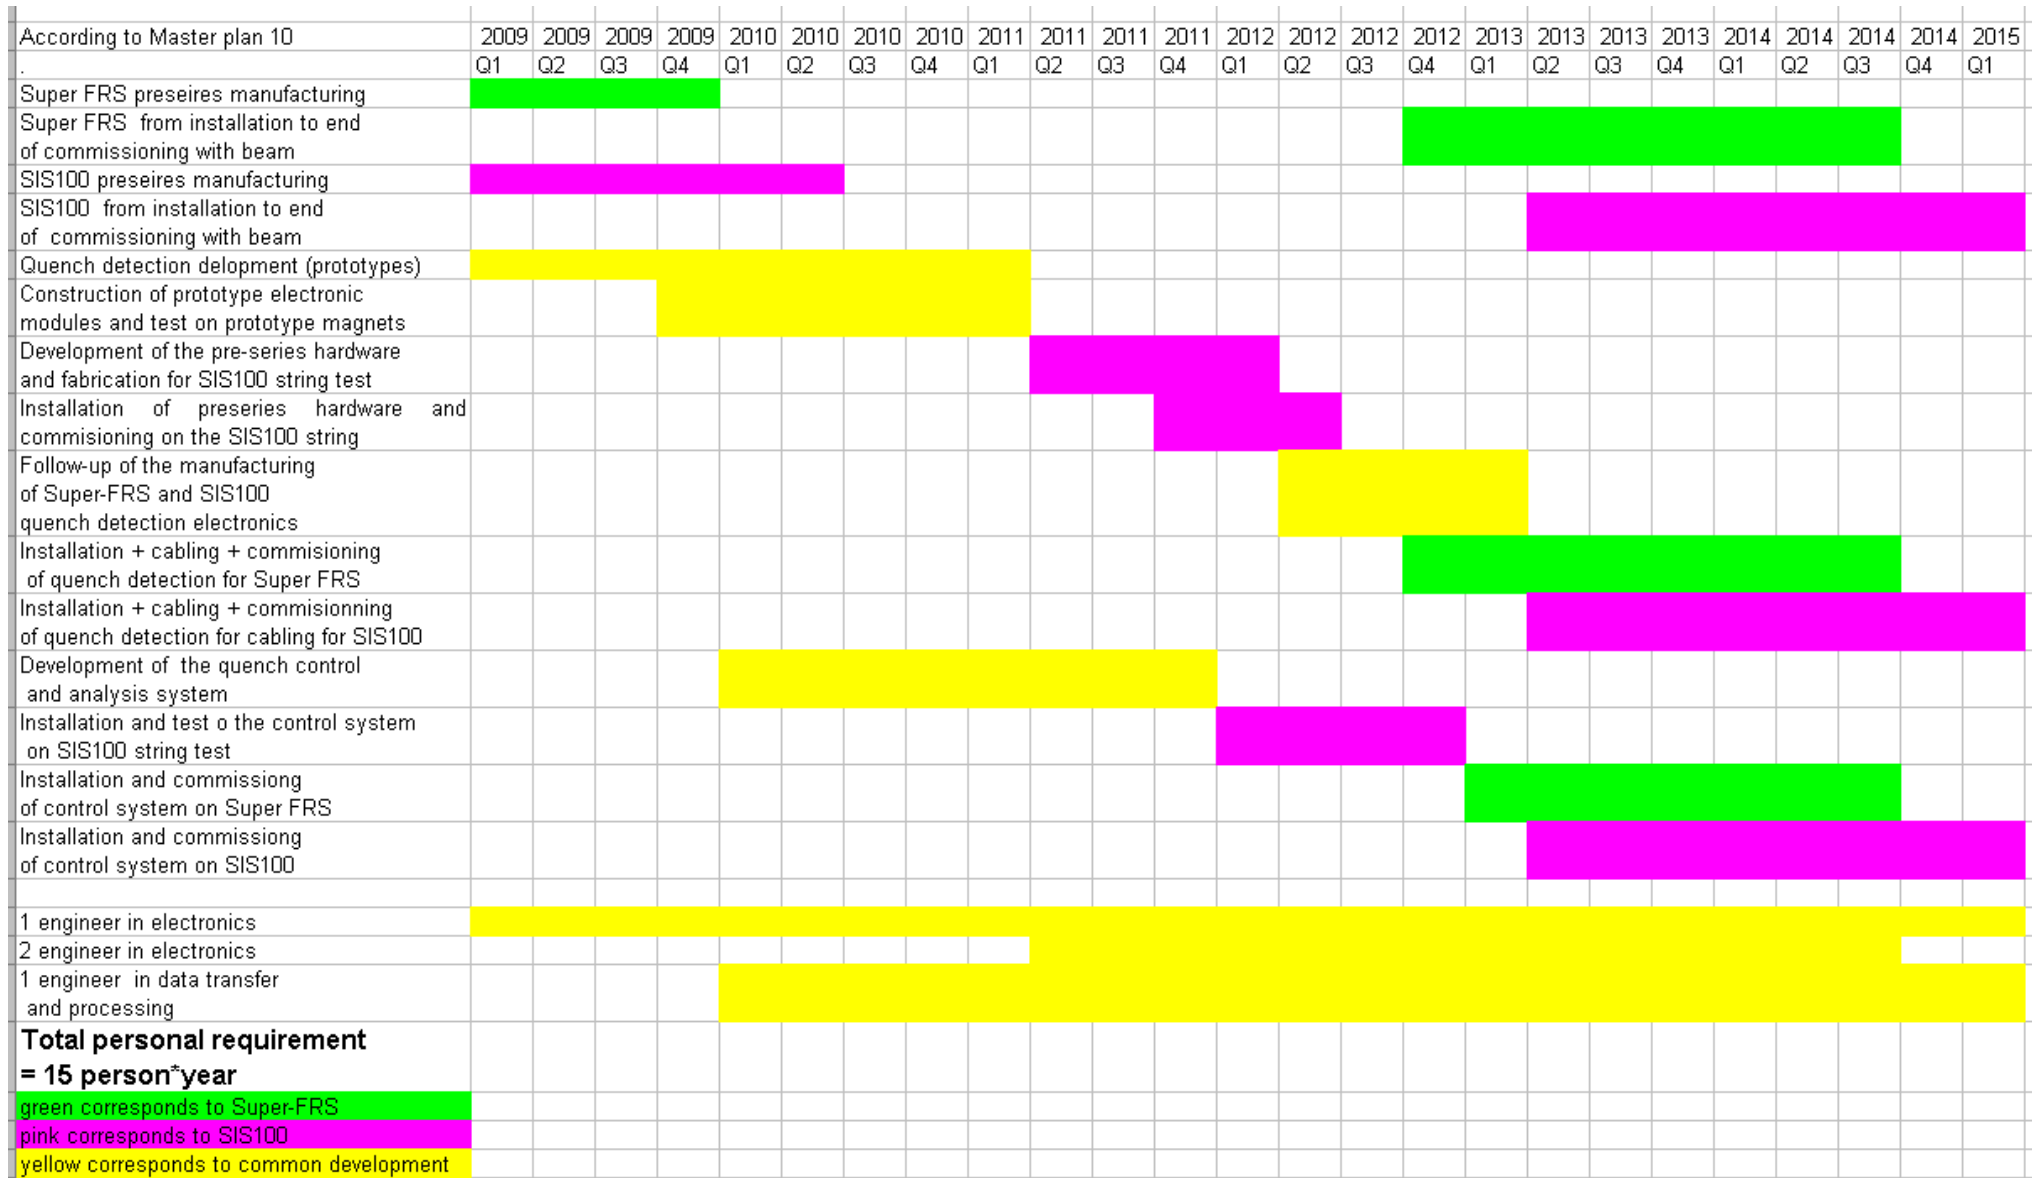 According to Master plan 10 2009 2009 2009 2009 2010 2010 2010 2010 2011 2011 2011 2011 2012 2012 2012 2012 2013 2013 2013 2013 2014 2014 2014 2014 2015
. Q1 Q2 Q3 Q4 Q1 Q2 Q3 Q4 Q1 Q2 Q3 Q4 Q1 Q2 Q3 Q4 Q1 Q2 Q3 Q4 Q1 Q2 Q3 Q4 Q1
Super FRS preseires manufacturing
Super FRS from installation to end
of commissioning with beam
SIS100 preseires manufacturing
SIS100 from installation to end
of commissioning with beam
Quench detection delopment (prototypes)
Construction of prototype electronic
modules and test on prototype magnets
Development of the pre-series hardware
and fabrication for SIS100 string test
Installation of preseries hardware and
commisioning on the SIS100 string
Follow-up of the manufacturing
of Super-FRS and SIS100
quench detection electronics
Installation + cabling + commisioning
of quench detection for Super FRS
Installation + cabling + commisionning
of quench detection for cabling for SIS100
Development of the quench control
and analysis system
Installation and test o the control system
on SIS100 string test
Installation and commissiong
of control system on Super FRS
Installation and commissiong
of control system on SIS100
1 engineer in electronics
2 engineer in electronics
1 engineer in data transfer
and processing
Total personal requirement
= 15 person*year
green corresponds to Super-FRS
pink corresponds to SIS100
yellow corresponds to common development